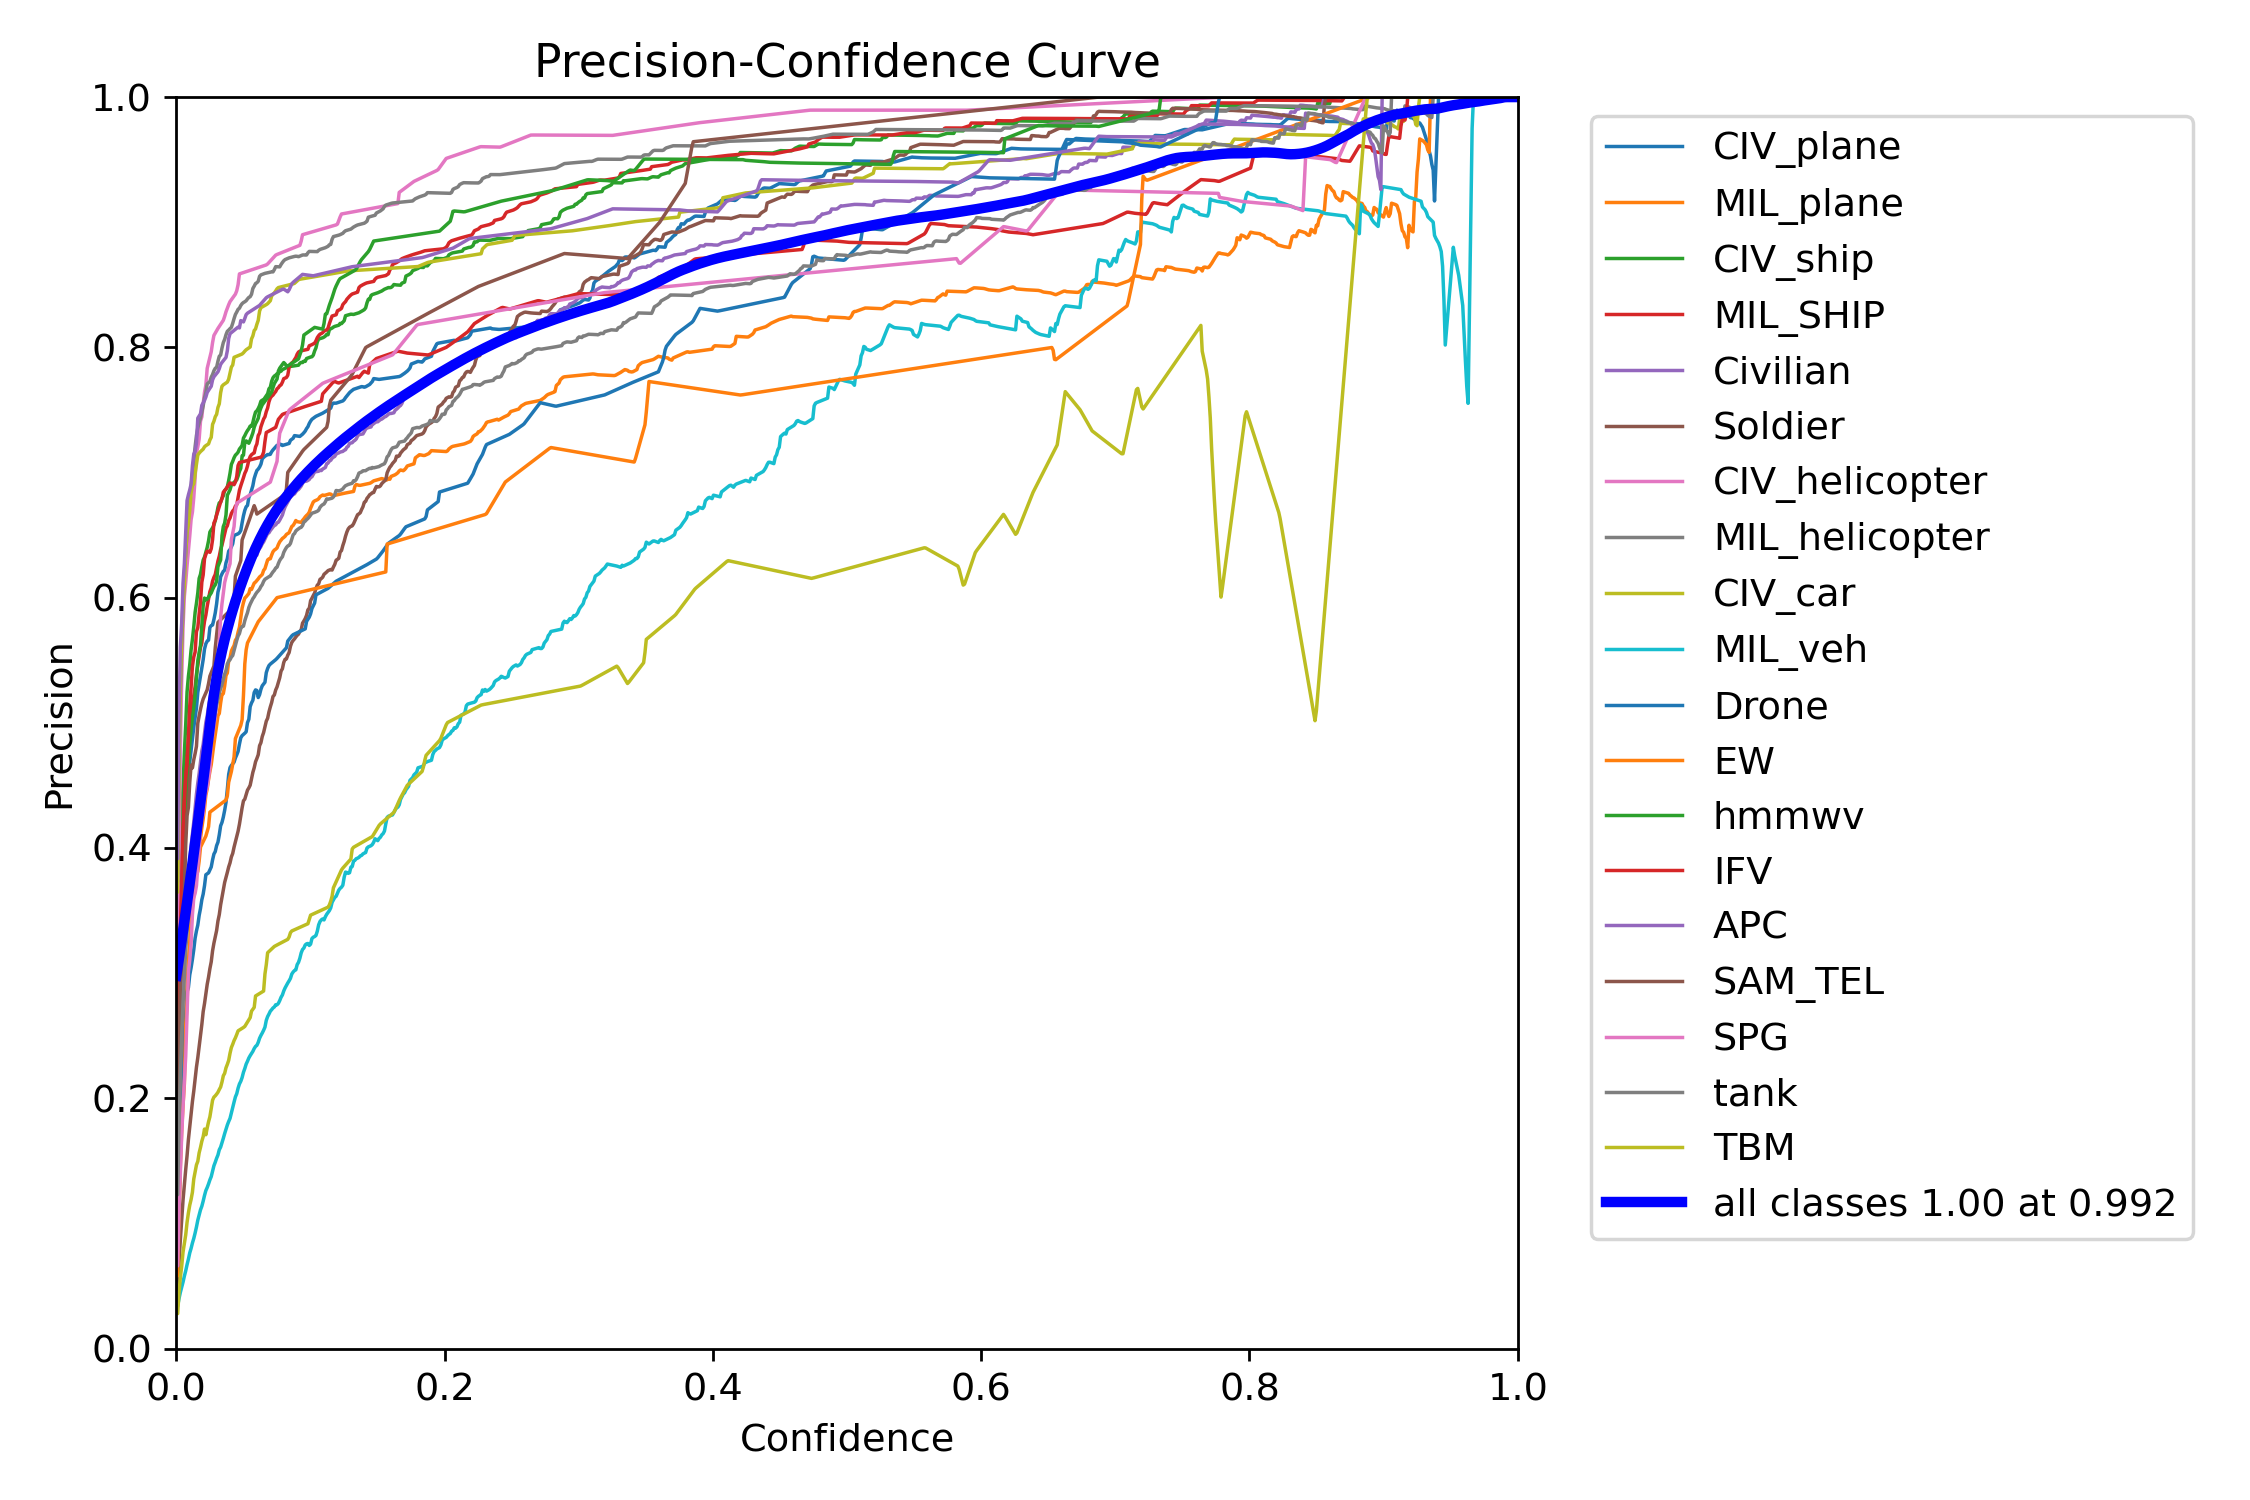 Precision-Confidence Curve
1.0
0.8
0.6
0.4
0.2
0.0
Precision
0.0 0.2 0.4 0.6 0.8 1.0
Confidence
CIV_plane
MIL_plane
CIV_ship
MIL_SHIP
Civilian
Soldier
CIV_helicopter
MIL_helicopter
CIV_car
MIL_veh
Drone
EW
hmmwv
IFV
APC
SAM_TEL
SPG
tank
TBM
all classes 1.00 at 0.992